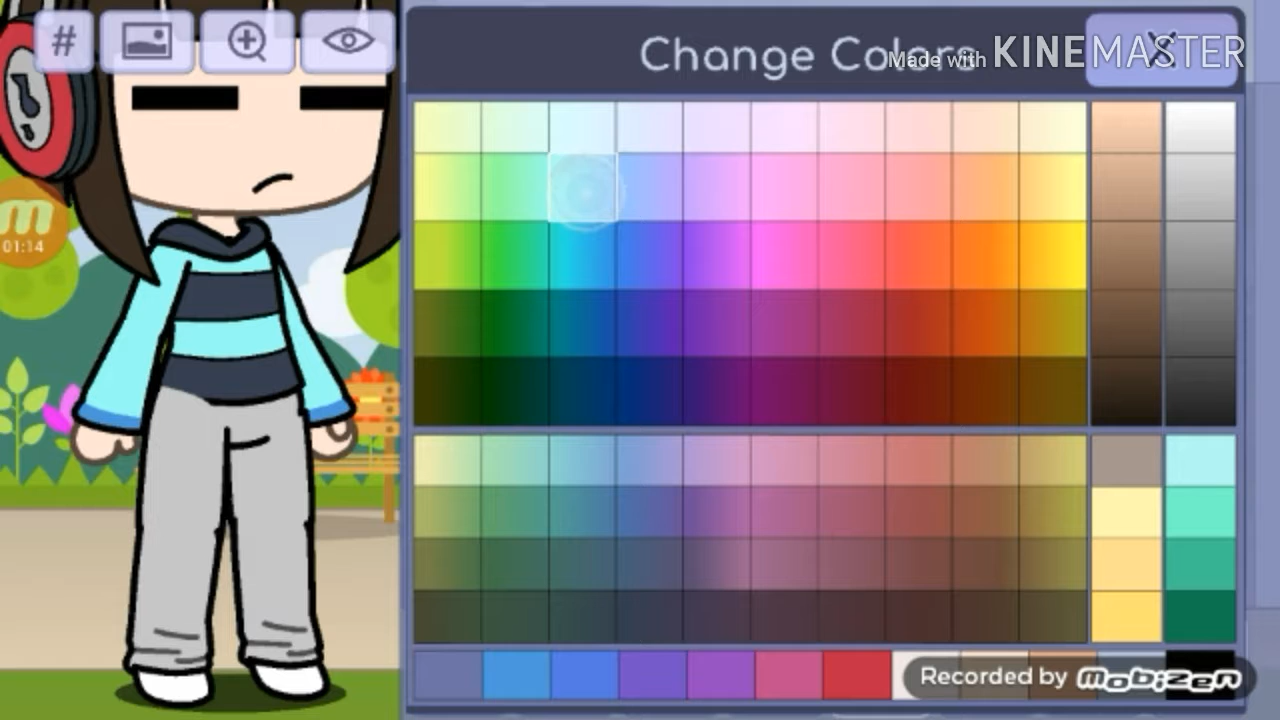 #
Change Colors
Made with KINEMASTER
X
m
01:14
Recorded by mobizen